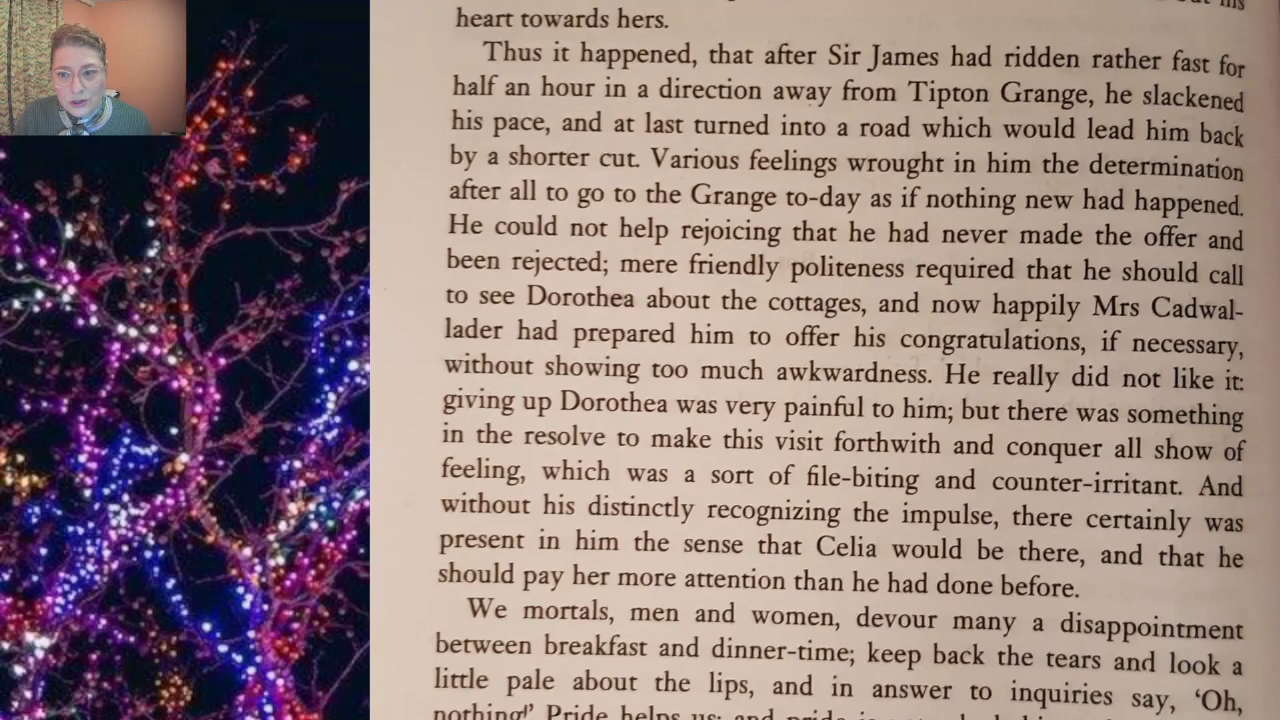 heart towards hers.
Thus it happened, that after Sir James had ridden rather fast for
half an hour in a direction away from Tipton Grange, he slackened
his pace, and at last turned into a road which would lead him back
by a shorter cut. Various feelings wrought in him the determination
after all to go to the Grange to-day as if nothing new had happened.
He could not help rejoicing that he had never made the offer and
been rejected; mere friendly politeness required that he should call
to see Dorothea about the cottages, and now happily Mrs Cadwal-
lader had prepared him to offer his congratulations, if necessary,
without showing too much awkwardness. He really did not like it:
giving up Dorothea was very painful to him; but there was something
in the resolve to make this visit forthwith and conquer all show of
feeling, which was a sort of file-biting and counter-irritant. And
without his distinctly recognizing the impulse, there certainly was
present in him the sense that Celia would be there, and that he
should pay her more attention than he had done before.
We mortals, men and women, devour many a disappointment
between breakfast and dinner-time; keep back the tears and look a
little pale about the lips, and in answer to inquiries say, ‘Oh,
nothing!’ Pride helps us; and pride is